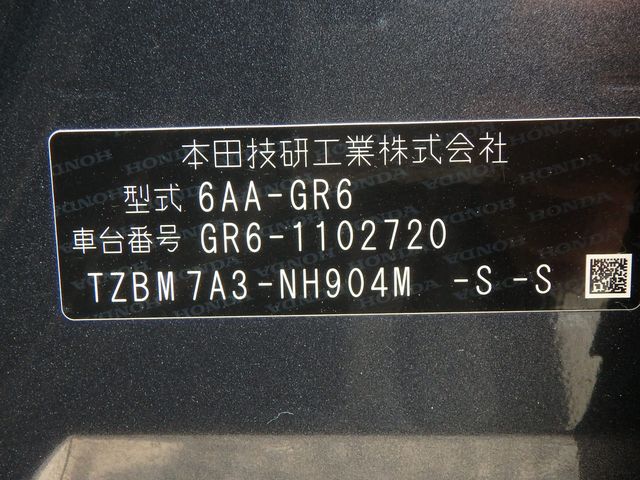 本田技研工業株式会社
型式 6AA-GR6
車台番号 GR6-1102720
TZBM7A3-NH904M -S-S